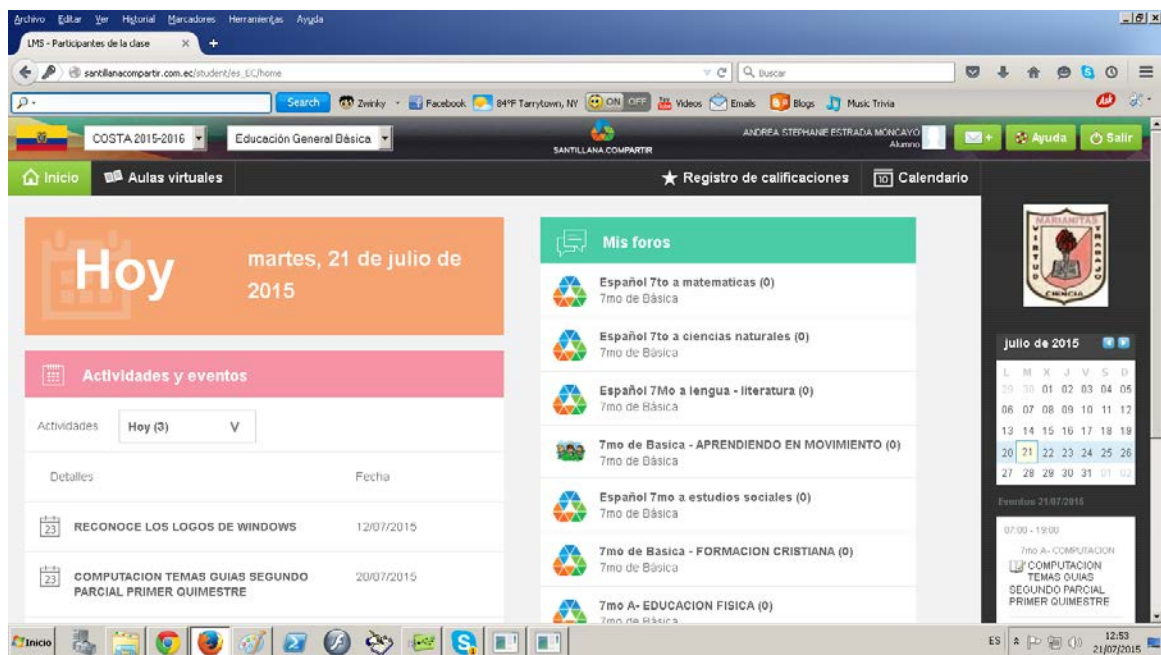 Archivo Editar Ver Historial Marcadores Herramientas Ayuda
LMS - Participantes de la clase
santillanacompartir.com.ec/student/es_EC/home
Buscar
Search Zwinky Facebook 84°F Tarrytown, NY ON OFF Videos Emails Blogs Music Trivia
COSTA 2015-2016 Educación General Básica
SANTILLANA COMPARTIR
ANDREA STEPHANIE ESTRADA MONCAYO
Alumno
Ayuda Salir
Inicio Aulas virtuales Registro de calificaciones 10 Calendario
Hoy
martes, 21 de julio de
2015
Actividades y eventos
Actividades Hoy (3) V
Detalles Fecha
23 RECONOCE LOS LOGOS DE WINDOWS 12/07/2015
23 COMPUTACION TEMAS GUIAS SEGUNDO 20/07/2015
PARCIAL PRIMER QUIMESTRE
Mis foros
Español 7to a matematicas (0)
7mo de Básica
Español 7to a ciencias naturales (0)
7mo de Básica
Español 7Mo a lengua - literatura (0)
7mo de Básica
7mo de Basica - APRENDIENDO EN MOVIMIENTO (0)
7mo de Básica
Español 7mo a estudios sociales (0)
7mo de Básica
7mo de Basica - FORMACION CRISTIANA (0)
7mo de Básica
7mo A- EDUCACION FISICA (0)
7mo de Básica
MARIANITAS
VIRTUD
TRABAJO
CIENCIA
julio de 2015
L M X J V S D
29 30 01 02 03 04 05
06 07 08 09 10 11 12
13 14 15 16 17 18 19
20 21 22 23 24 25 26
27 28 29 30 31 01 02
Eventos 21/07/2015
07:00 - 19:00
7mo A- COMPUTACION
COMPUTACION
TEMAS GUIAS
SEGUNDO PARCIAL
PRIMER QUIMESTRE
Inicio
ES
12:53
21/07/2015